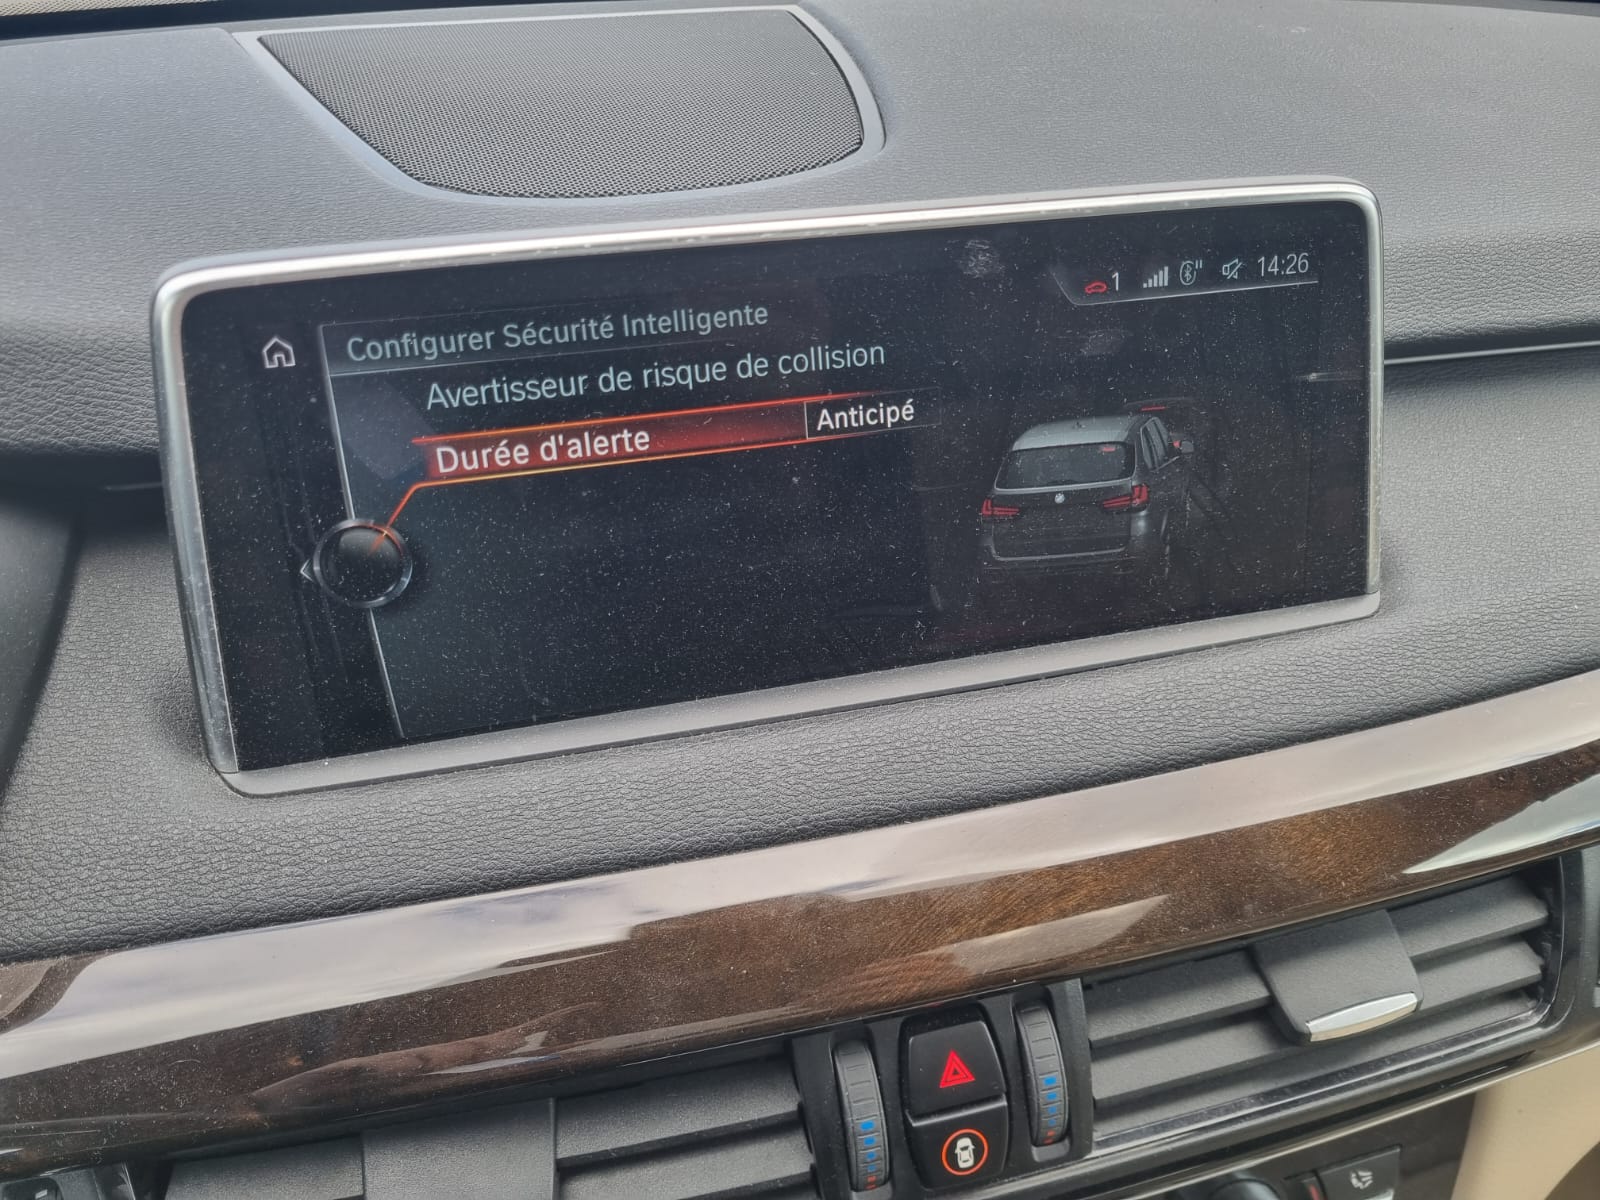 1 14:26
Configurer Sécurité Intelligente
Avertisseur de risque de collision
Durée d'alerte Anticipé